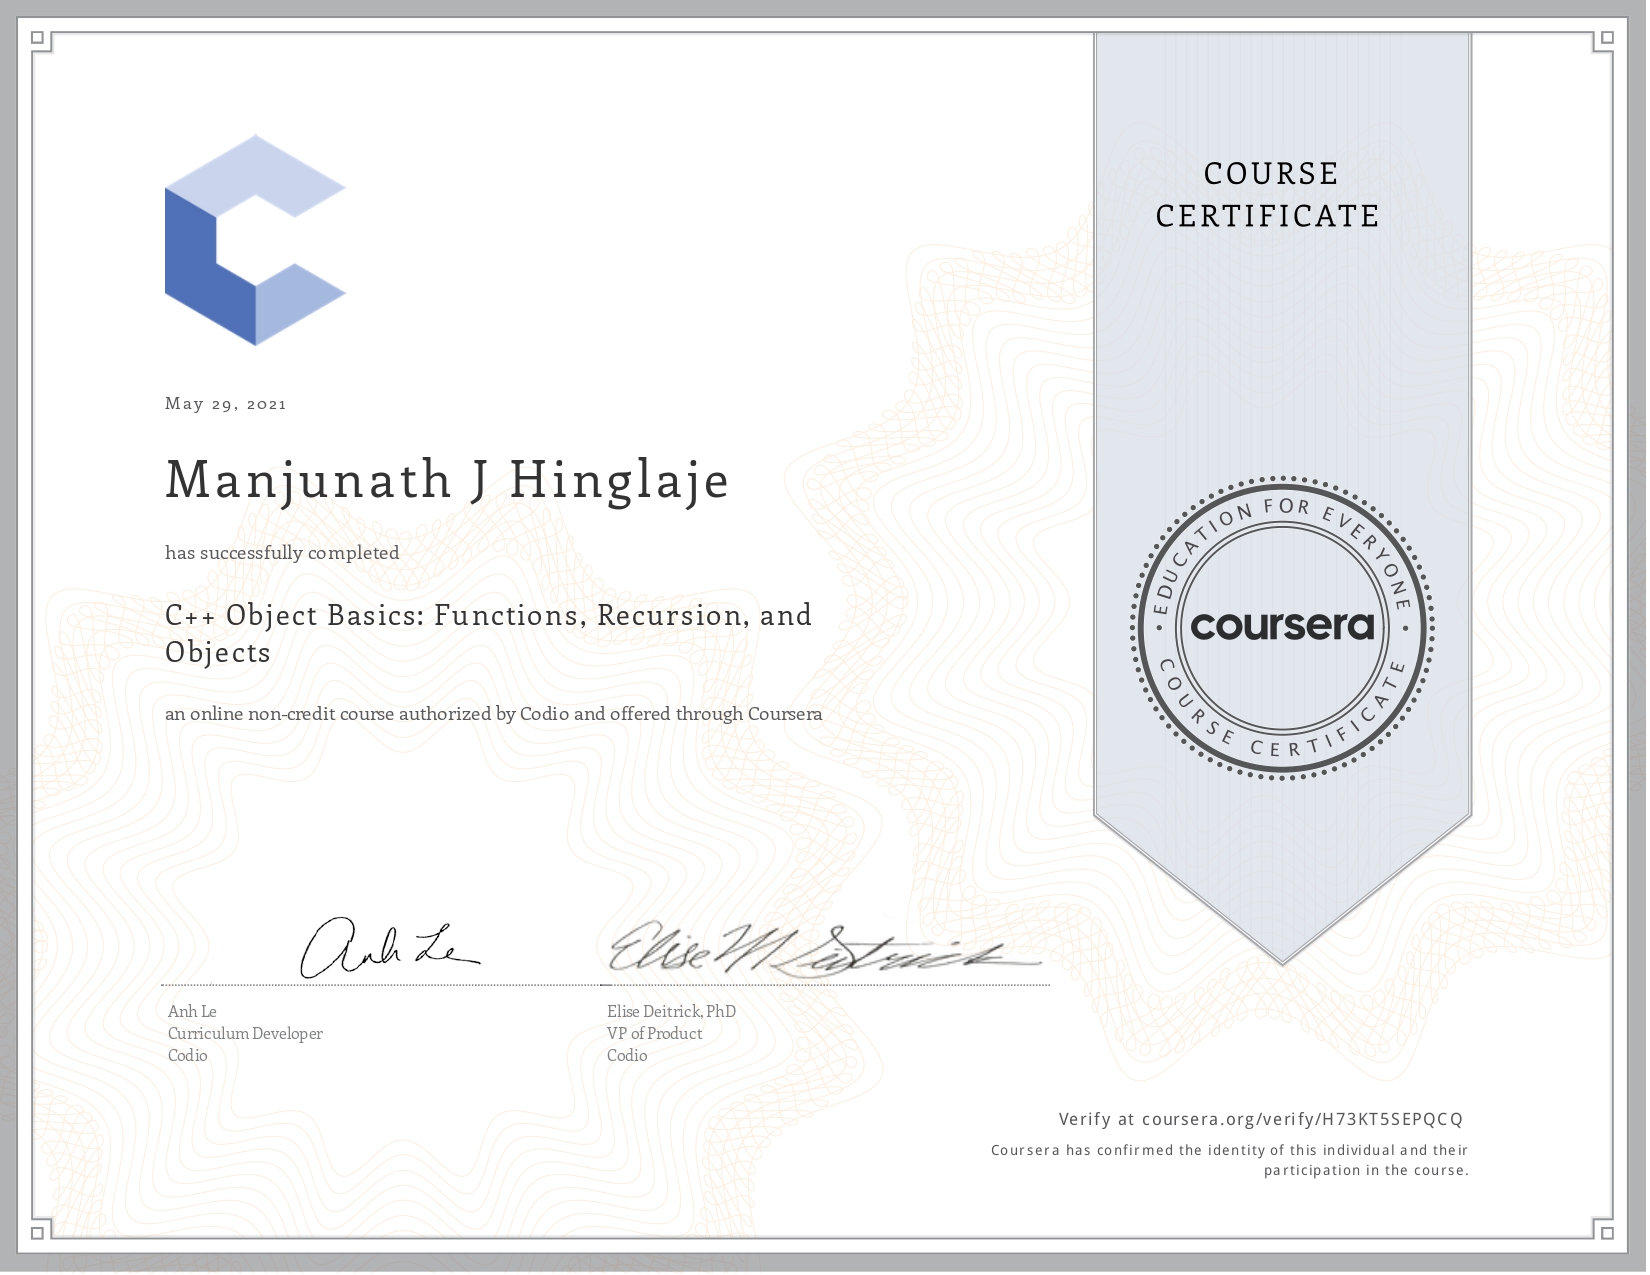 COURSE
CERTIFICATE
May 29, 2021
Manjunath J Hinglaje
has successfully completed
C++ Object Basics: Functions, Recursion, and
Objects
an online non-credit course authorized by Codio and offered through Coursera
EDUCATION FOR EVERYONE
coursera
COURSE CERTIFICATE
Anh Le
Elise M Deitrick
Anh Le
Curriculum Developer
Codio
Elise Deitrick, PhD
VP of Product
Codio
Verify at coursera.org/verify/H73KT5SEPQCQ
Coursera has confirmed the identity of this individual and their
participation in the course.